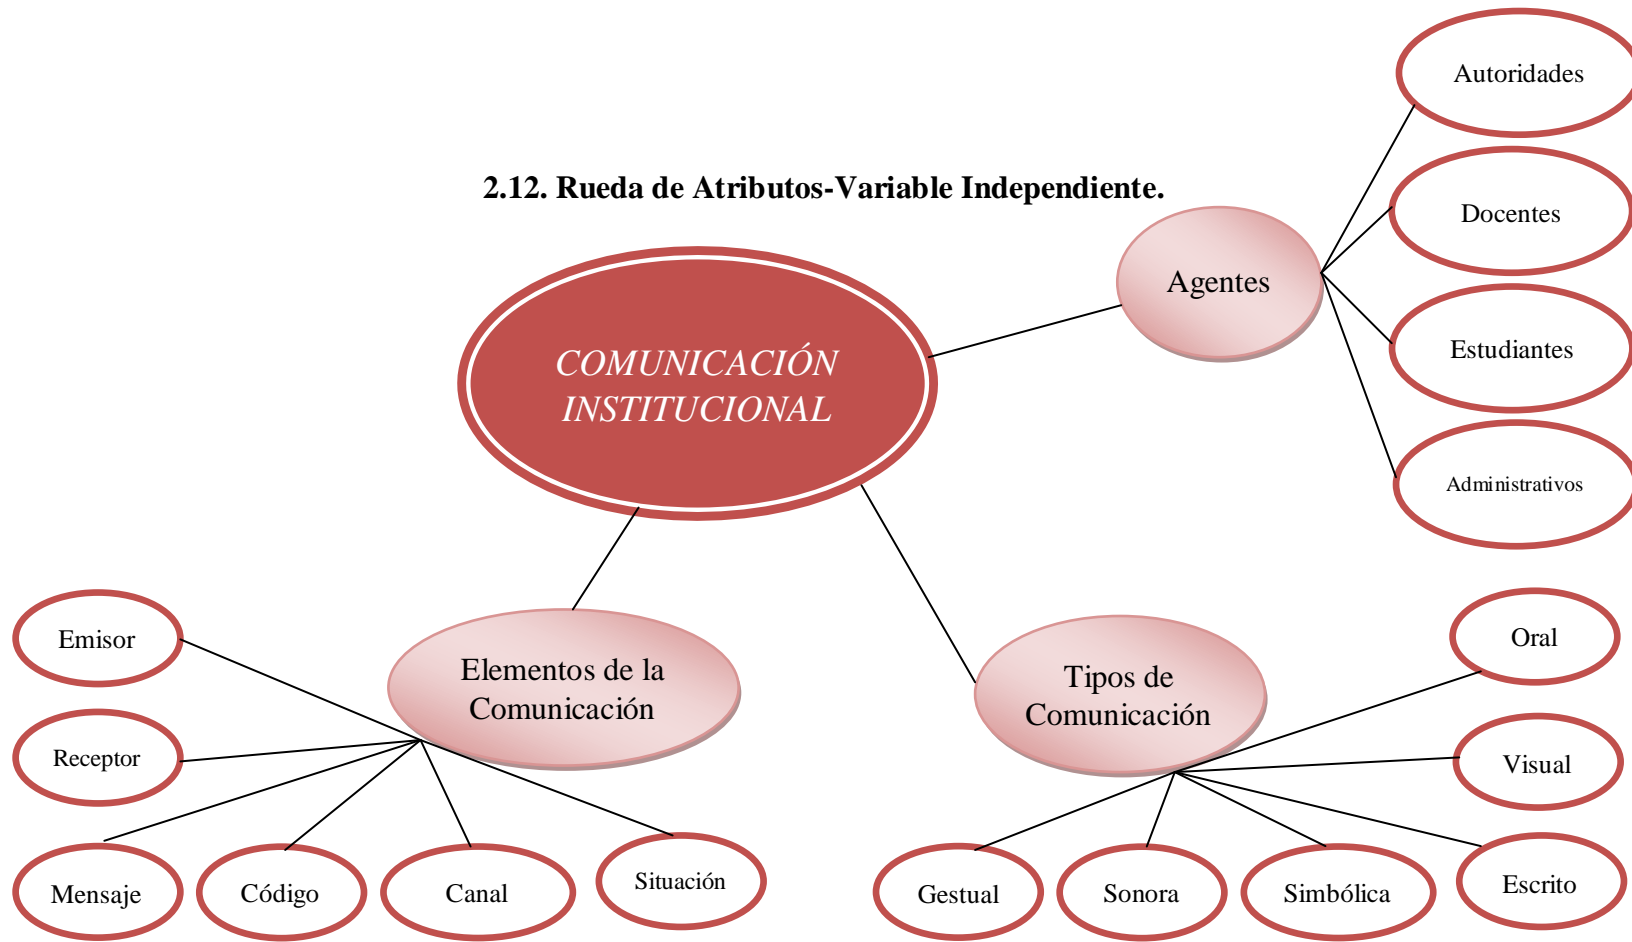 2.12. Rueda de Atributos-Variable Independiente.
COMUNICACIÓN
INSTITUCIONAL
Agentes
Autoridades
Docentes
Estudiantes
Administrativos
Elementos de la
Comunicación
Emisor
Receptor
Mensaje
Código
Canal
Situación
Tipos de
Comunicación
Oral
Visual
Escrito
Simbólica
Sonora
Gestual